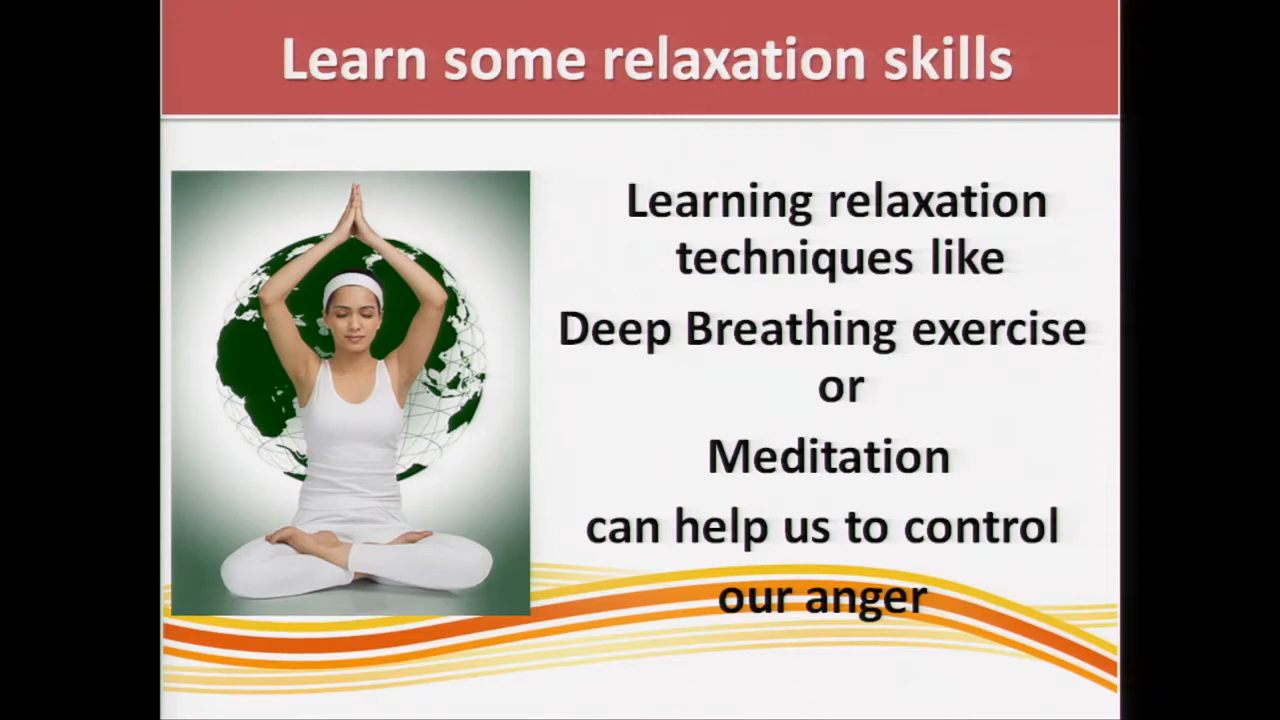 Learn some relaxation skills
Learning relaxation
techniques like
Deep Breathing exercise
or
Meditation
can help us to control
our anger